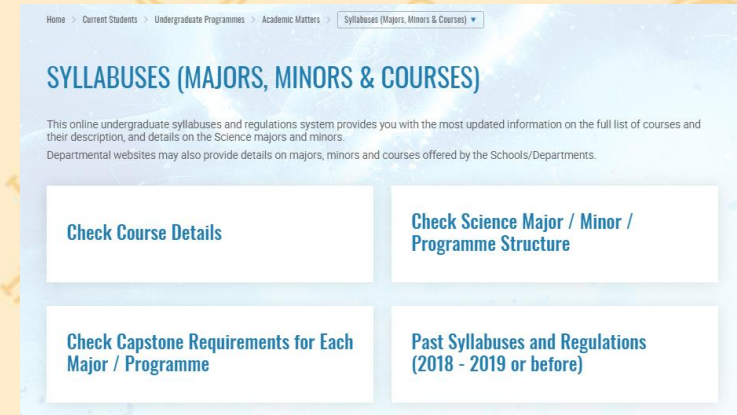 Home > Current Students > Undergraduate Programmes > Academic Matters > Syllabuses (Majors, Minors & Courses) ▼
SYLLABUSES (MAJORS, MINORS & COURSES)
This online undergraduate syllabuses and regulations system provides you with the most updated information on the full list of courses and
their description, and details on the Science majors and minors.
Departmental websites may also provide details on majors, minors and courses offered by the Schools/Departments.
Check Course Details
Check Science Major / Minor /
Programme Structure
Check Capstone Requirements for Each
Major / Programme
Past Syllabuses and Regulations
(2018 - 2019 or before)